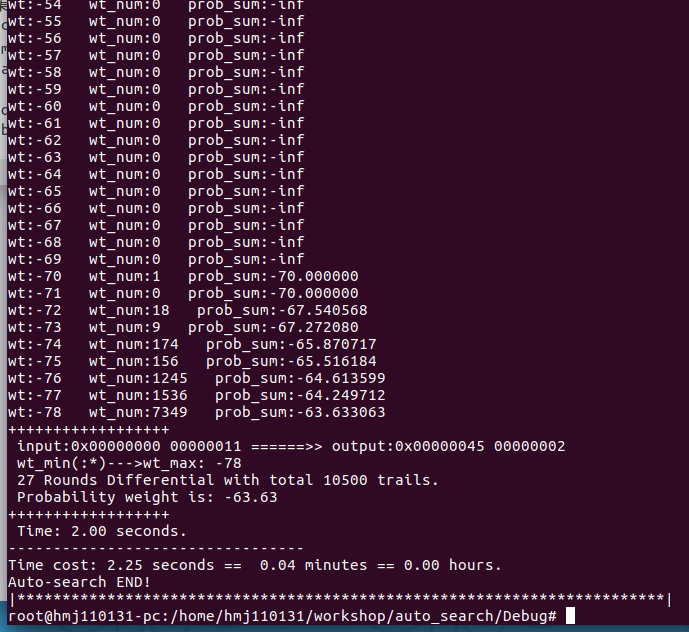 wt:-54   wt_num:0   prob_sum:-inf
wt:-55   wt_num:0   prob_sum:-inf
wt:-56   wt_num:0   prob_sum:-inf
wt:-57   wt_num:0   prob_sum:-inf
wt:-58   wt_num:0   prob_sum:-inf
wt:-59   wt_num:0   prob_sum:-inf
wt:-60   wt_num:0   prob_sum:-inf
wt:-61   wt_num:0   prob_sum:-inf
wt:-62   wt_num:0   prob_sum:-inf
wt:-63   wt_num:0   prob_sum:-inf
wt:-64   wt_num:0   prob_sum:-inf
wt:-65   wt_num:0   prob_sum:-inf
wt:-66   wt_num:0   prob_sum:-inf
wt:-67   wt_num:0   prob_sum:-inf
wt:-68   wt_num:0   prob_sum:-inf
wt:-69   wt_num:0   prob_sum:-inf
wt:-70   wt_num:1   prob_sum:-70.000000
wt:-71   wt_num:0   prob_sum:-70.000000
wt:-72   wt_num:18   prob_sum:-67.540568
wt:-73   wt_num:9   prob_sum:-67.272080
wt:-74   wt_num:174   prob_sum:-65.870717
wt:-75   wt_num:156   prob_sum:-65.516184
wt:-76   wt_num:1245   prob_sum:-64.613599
wt:-77   wt_num:1536   prob_sum:-64.249712
wt:-78   wt_num:7349   prob_sum:-63.633063
++++++++++++++++++
 input:0x00000000 00000011 ======>> output:0x00000045 00000002
 wt_min(:*)--->wt_max: -78
 27 Rounds Differential with total 10500 trails.
 Probability weight is: -63.63
++++++++++++++++++
 Time: 2.00 seconds.
---------------------------------
Time cost: 2.25 seconds ==  0.04 minutes == 0.00 hours.
Auto-search END!
|************************************************************************|
root@hmj110131-pc:/home/hmj110131/workshop/auto_search/Debug#